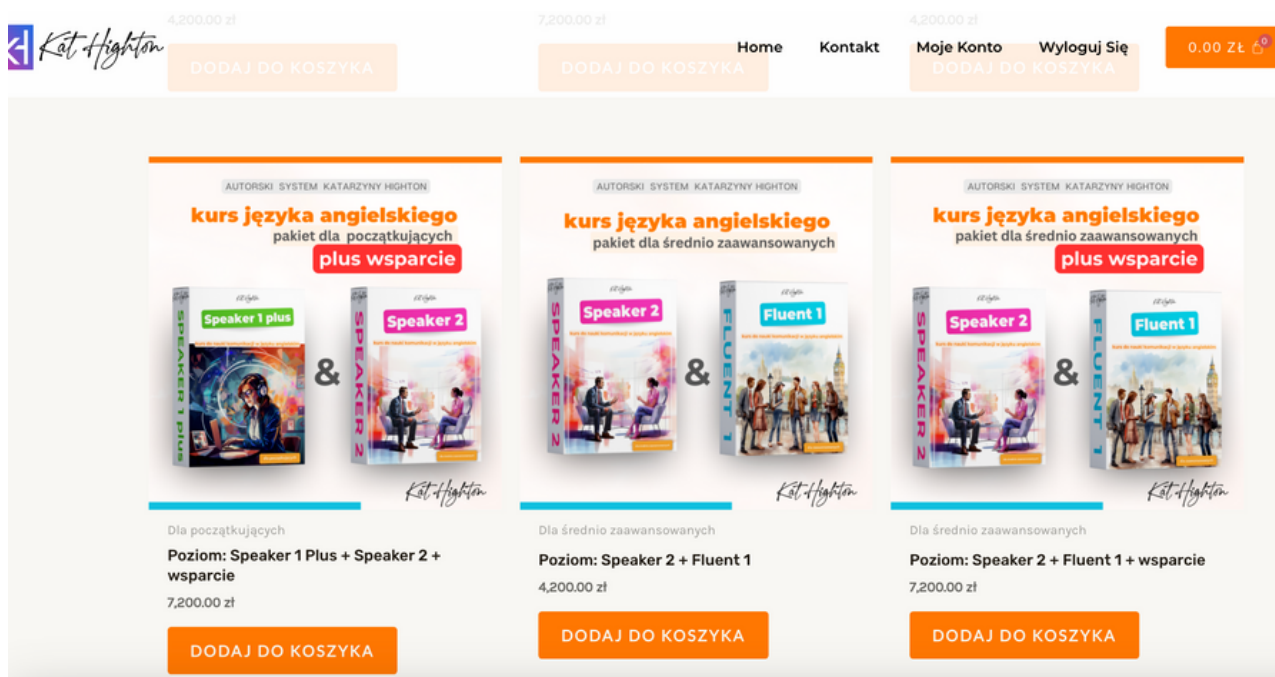 4,200.00 zł
7,200.00 zł
4,200.00 zł
Kat Highton
Home
Kontakt
Moje Konto
Wyloguj Się
0.00 ZŁ
0
DODAJ DO KOSZYKA
DODAJ DO KOSZYKA
DODAJ DO KOSZYKA
AUTORSKI SYSTEM KATARZYNY HIGHTON
kurs języka angielskiego
pakiet dla początkujących
plus wsparcie
Speaker 1 plus
SPEAKER 1 plus
&
Speaker 2
SPEAKER 2
Kat Highton
Dla początkujących
Poziom: Speaker 1 Plus + Speaker 2 +
wsparcie
7,200.00 zł
DODAJ DO KOSZYKA
AUTORSKI SYSTEM KATARZYNY HIGHTON
kurs języka angielskiego
pakiet dla średnio zaawansowanych
Speaker 2
SPEAKER 2
&
Fluent 1
FLUENT 1
Kat Highton
Dla średnio zaawansowanych
Poziom: Speaker 2 + Fluent 1
4,200.00 zł
DODAJ DO KOSZYKA
AUTORSKI SYSTEM KATARZYNY HIGHTON
kurs języka angielskiego
pakiet dla średnio zaawansowanych
plus wsparcie
Speaker 2
SPEAKER 2
&
Fluent 1
FLUENT 1
Kat Highton
Dla średnio zaawansowanych
Poziom: Speaker 2 + Fluent 1 + wsparcie
7,200.00 zł
DODAJ DO KOSZYKA